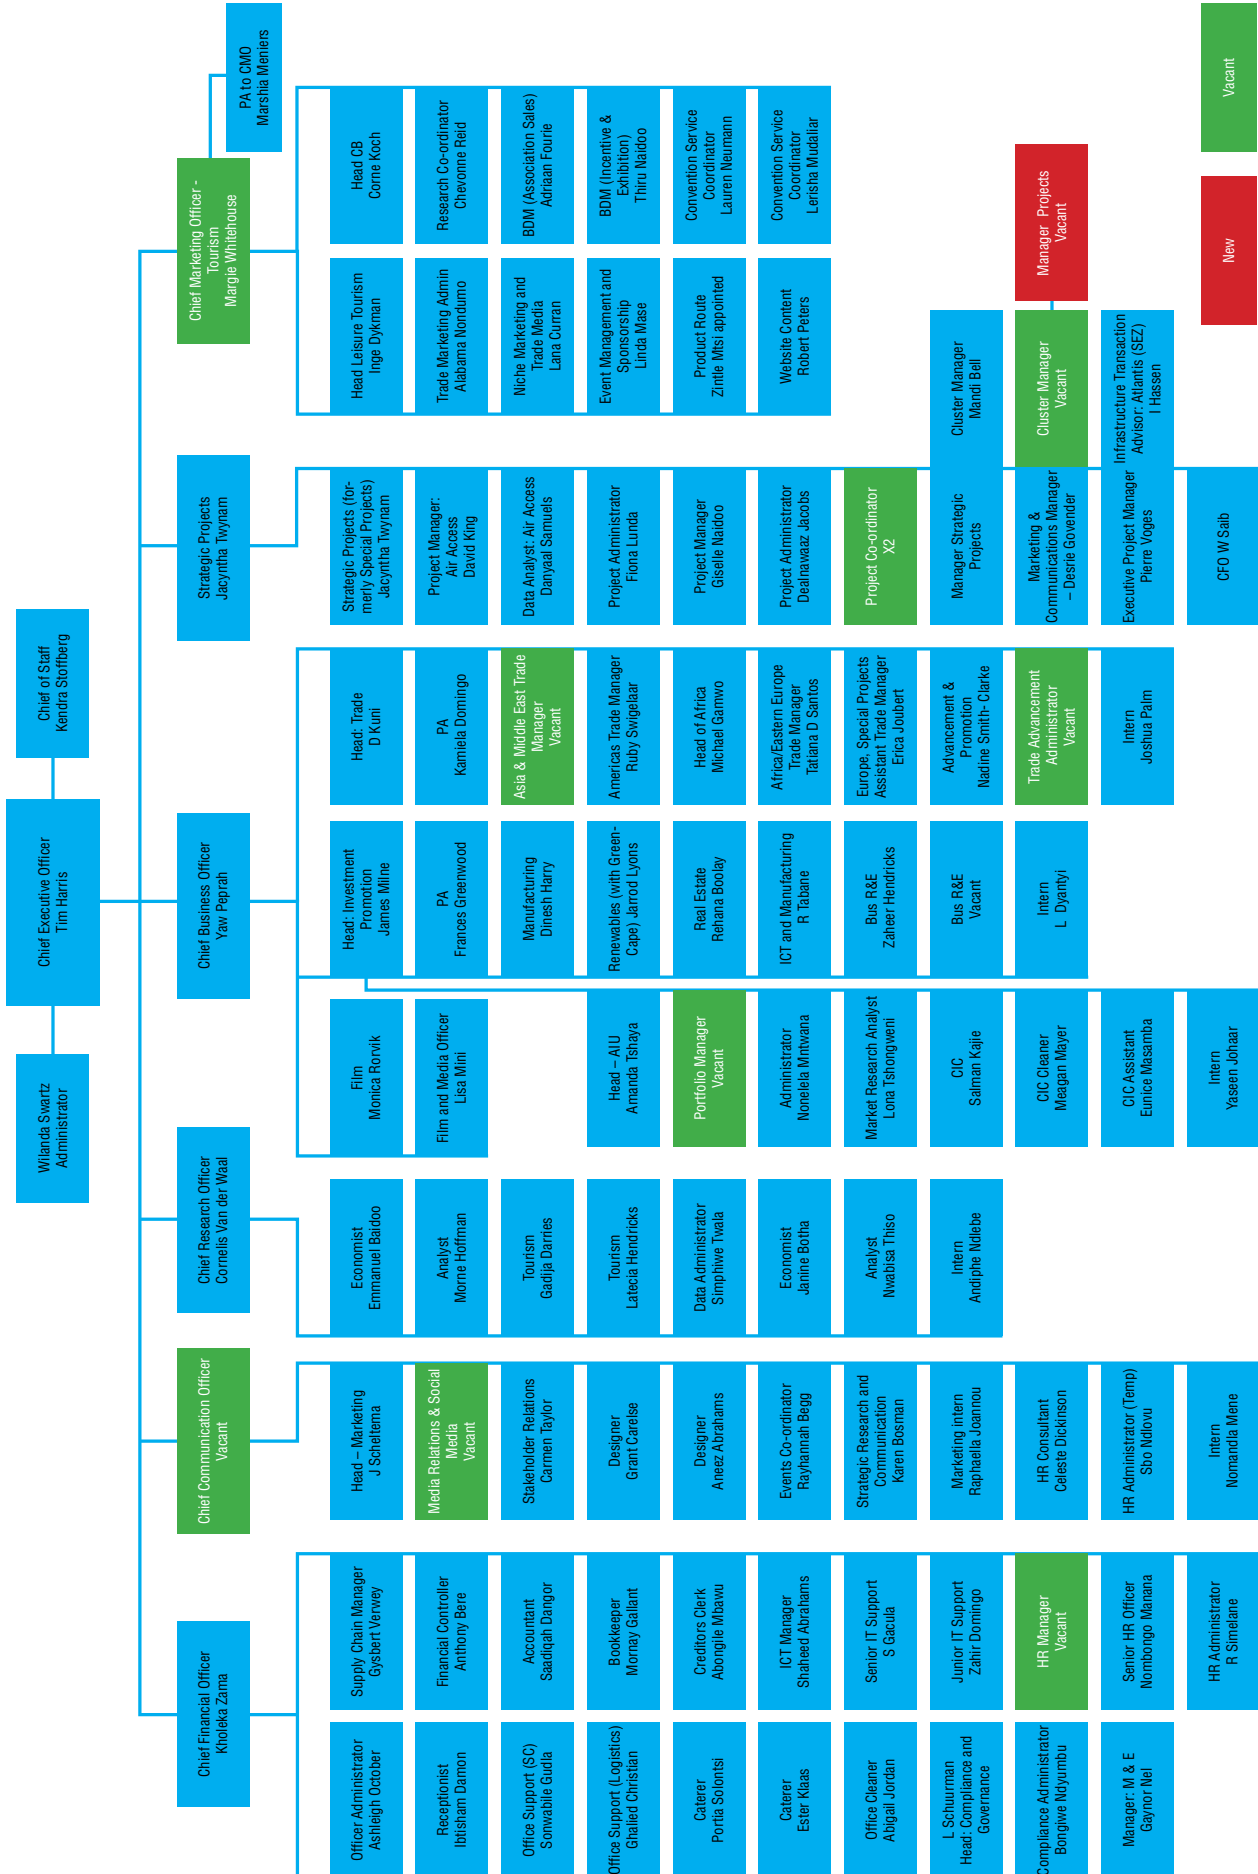 Wilanda Swartz
Administrator
Chief Executive Officer
Tim Harris
Chief of Staff
Kendra Stoffberg
Chief Financial Officer
Kholeka Zama
Chief Communication Officer
Vacant
Chief Research Officer
Cornelis Van der Waal
Chief Business Officer
Yaw Peprah
Strategic Projects
Jacyntha Twynam
Chief Marketing Officer -
Tourism
Margie Whitehouse
PA to CMO
Marshia Meniers
Officer Administrator
Ashleigh October
Receptionist
Ibtisham Damon
Office Support (SC)
Sonwabile Gudla
Office Support (Logistics)
Ghalied Christian
Caterer
Portia Solontsi
Caterer
Ester Klaas
Office Cleaner
Abigail Jordan
L Schuurman
Head: Compliance and
Governance
Compliance Administrator
Bongiwe Ndyumbu
Manager: M & E
Gaynor Nel
Supply Chain Manager
Gysbert Verwey
Financial Controller
Anthony Bere
Accountant
Saadiqah Dangor
Bookkeeper
Mornay Gallant
Creditors Clerk
Abongile Mbawu
ICT Manager
Shaheed Abrahams
Senior IT Support
S Gacula
Junior IT Support
Zahir Domingo
HR Manager
Vacant
Senior HR Officer
Nombongo Manana
HR Administrator
R Simelane
Head – Marketing
J Scheltema
Media Relations & Social
Media
Vacant
Stakeholder Relations
Carmen Taylor
Designer
Grant Carelse
Designer
Aneez Abrahams
Events Co-ordinator
Rayhannah Begg
Strategic Research and
Communication
Karen Bosman
Marketing intern
Raphaella Joannou
HR Consultant
Celeste Dickinson
HR Administrator (Temp)
Sbo Ndlovu
Intern
Nomandla Mene
Economist
Emmanuel Baidoo
Analyst
Morne Hoffman
Tourism
Gadija Darries
Tourism
Latecia Hendricks
Data Administrator
Simphiwe Twala
Economist
Janine Botha
Analyst
Nwabisa Thiso
Intern
Andiphe Ndlebe
Film
Monica Rorvik
Film and Media Officer
Lisa Mini
Head – AIU
Amanda Tshaya
Portfolio Manager
Vacant
Administrator
Nonelela Mntwana
Market Research Analyst
Lona Tshongweni
CIC
Salman Kajie
CIC Cleaner
Meagan Mayer
CIC Assistant
Eunice Masamba
Intern
Yaseen Johaar
Head: Investment
Promotion
James Milne
PA
Frances Greenwood
Manufacturing
Dinesh Harry
Renewables (with Green-
Cape) Jarrod Lyons
Real Estate
Rehana Boolay
ICT and Manufacturing
R Tabane
Bus R&E
Zaheer Hendricks
Bus R&E
Vacant
Intern
L Dyantyi
Head: Trade
D Kuni
PA
Kamiela Domingo
Asia & Middle East Trade
Manager
Vacant
Americas Trade Manager
Ruby Swigelaar
Head of Africa
Michael Gamwo
Africa/Eastern Europe
Trade Manager
Tatiana D Santos
Europe, Special Projects
Assistant Trade Manager
Erica Joubert
Advancement &
Promotion
Nadine Smith- Clarke
Trade Advancement
Administrator
Vacant
Intern
Joshua Palm
Strategic Projects (for-
merly Special Projects)
Jacyntha Twynam
Project Manager:
Air Access
David King
Data Analyst: Air Access
Danyaal Samuels
Project Administrator
Fiona Lunda
Project Manager
Giselle Naidoo
Project Administrator
Dealnawaaz Jacobs
Project Co-ordinator
X2
Manager Strategic
Projects
Marketing &
Communications Manager
– Desrie Govender
Executive Project Manager
Pierre Voges
CFO W Saib
Cluster Manager
Mandi Bell
Cluster Manager
Vacant
Infrastructure Transaction
Advisor: Atlantis (SEZ)
I Hassen
Manager Projects
Vacant
Head Leisure Tourism
Inge Dykman
Trade Marketing Admin
Alabama Nondumo
Niche Marketing and
Trade Media
Lana Curran
Event Management and
Sponsorship
Linda Mase
Product Route
Zintle Mtsi appointed
Website Content
Robert Peters
Head CB
Corne Koch
Research Co-ordinator
Chevonne Reid
BDM (Association Sales)
Adriaan Fourie
BDM (Incentive &
Exhibition)
Thiru Naidoo
Convention Service
Coordinator
Lauren Neumann
Convention Service
Coordinator
Lerisha Mudaliar
New
Vacant